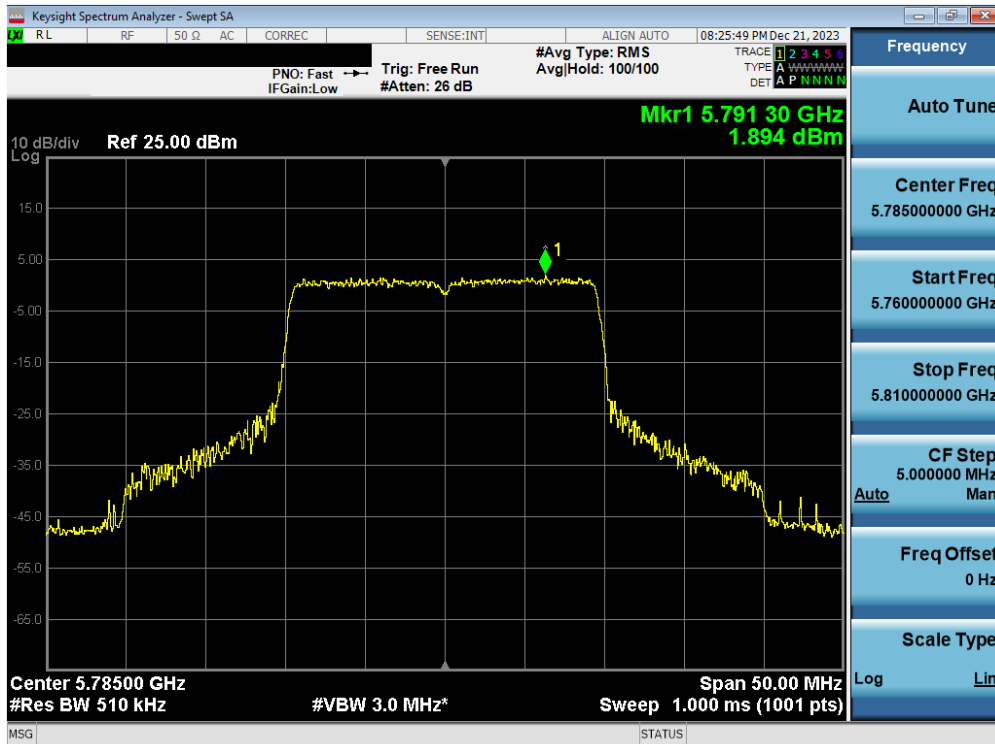 Keysight Spectrum Analyzer - Swept SA
LXI RL RF 50 Ω AC CORREC SENSE:INT ALIGN AUTO 08:25:49 PM Dec 21, 2023
PNO: Fast
IFGain:Low
Trig: Free Run
#Atten: 26 dB
#Avg Type: RMS
Avg|Hold: 100/100
TRACE 1 2 3 4 5 6
TYPE A WWWWW
DET A P N N N N
Mkr1 5.791 30 GHz
1.894 dBm
10 dB/div Ref 25.00 dBm
Log
15.0
5.00
-5.00
-15.0
-25.0
-35.0
-45.0
-55.0
-65.0
1
Center 5.78500 GHz Span 50.00 MHz
#Res BW 510 kHz #VBW 3.0 MHz* Sweep 1.000 ms (1001 pts)
MSG STATUS
Frequency
Auto Tune
Center Freq
5.785000000 GHz
Start Freq
5.760000000 GHz
Stop Freq
5.810000000 GHz
CF Step
5.000000 MHz
Auto Man
Freq Offset
0 Hz
Scale Type
Log Lin